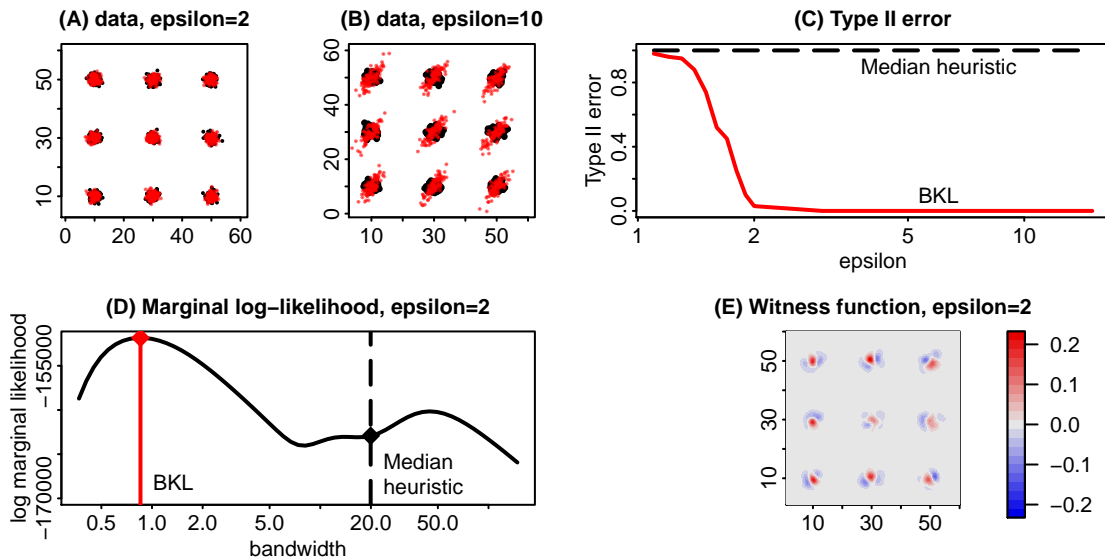 (A) data, epsilon=2
10 30 50
0 20 40 60
(B) data, epsilon=10
0 20 40 60
10 30 50
(C) Type II error
Type II error
0.0 0.4 0.8
Median heuristic
BKL
1 2 5 10
epsilon
(D) Marginal log−likelihood, epsilon=2
log marginal likelihood
−170000 −155000
BKL
Median
heuristic
0.5 1.0 2.0 5.0 20.0 50.0
bandwidth
(E) Witness function, epsilon=2
10 30 50
10 30 50
0.2
0.1
0.0
−0.1
−0.2